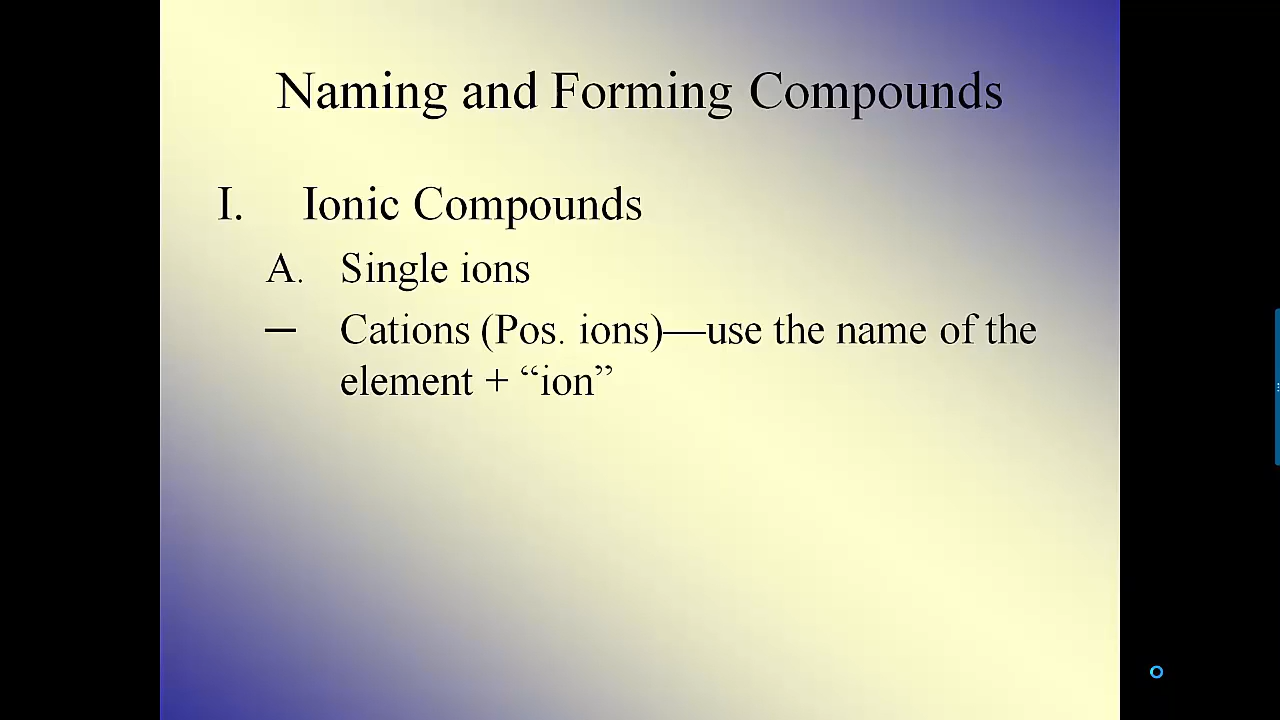 Naming and Forming Compounds
I. Ionic Compounds
A. Single ions
— Cations (Pos. ions)—use the name of the
element + “ion”